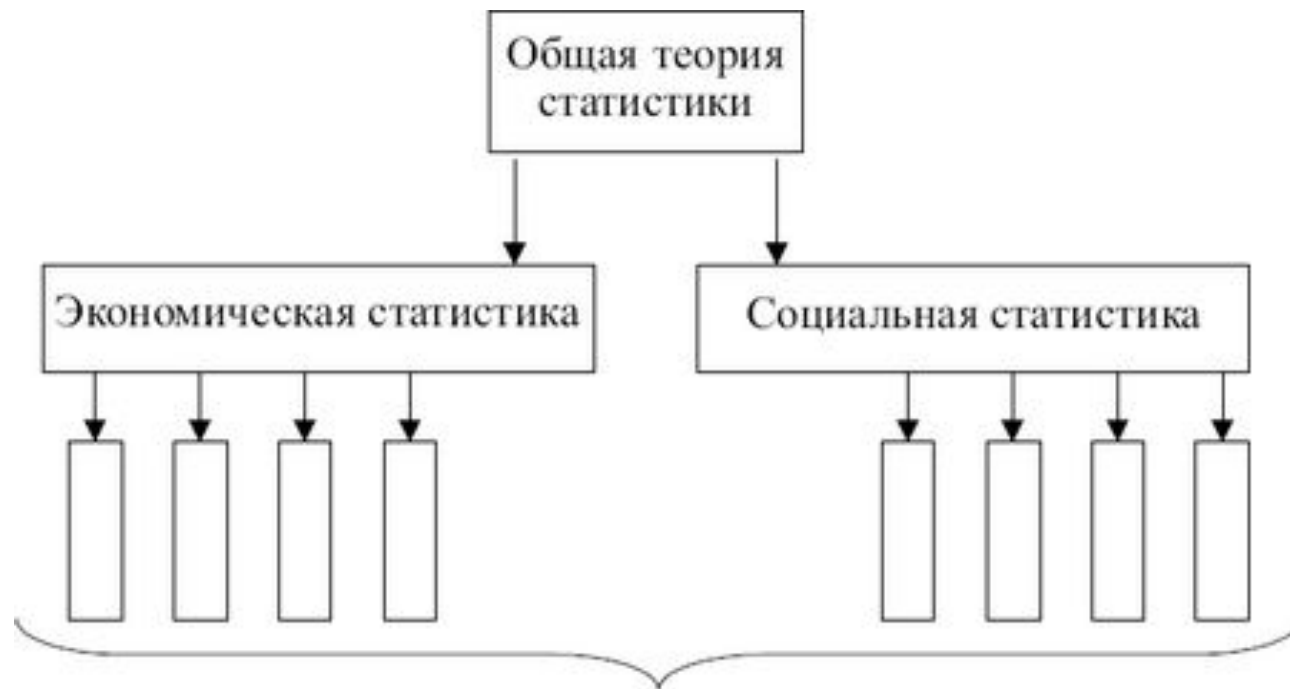 Общая теория
статистики
Экономическая статистика
Социальная статистика